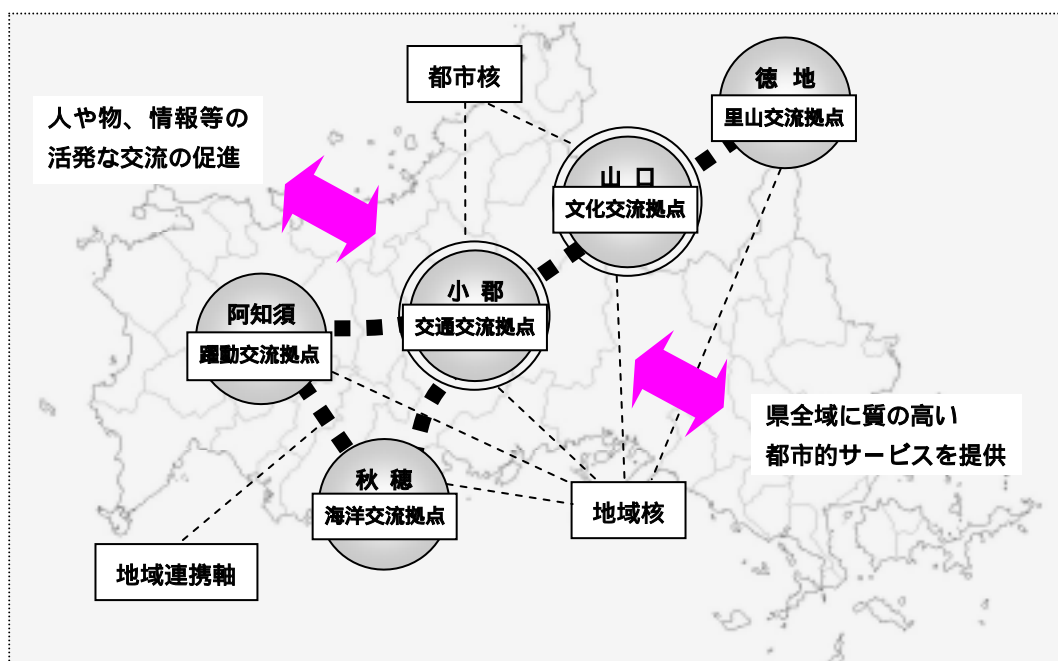 都市核
徳 地
里山交流拠点
人や物、情報等の
活発な交流の促進
山 口
文化交流拠点
小 郡
交通交流拠点
阿知須
躍動交流拠点
県全域に質の高い
都市的サービスを提供
秋 穂
海洋交流拠点
地域核
地域連携軸